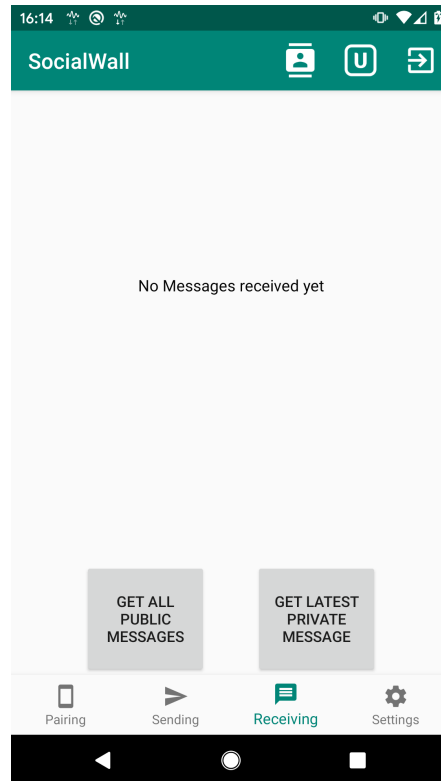 16:14
SocialWall
U
No Messages received yet
GET ALL
PUBLIC
MESSAGES
GET LATEST
PRIVATE
MESSAGE
Pairing
Sending
Receiving
Settings